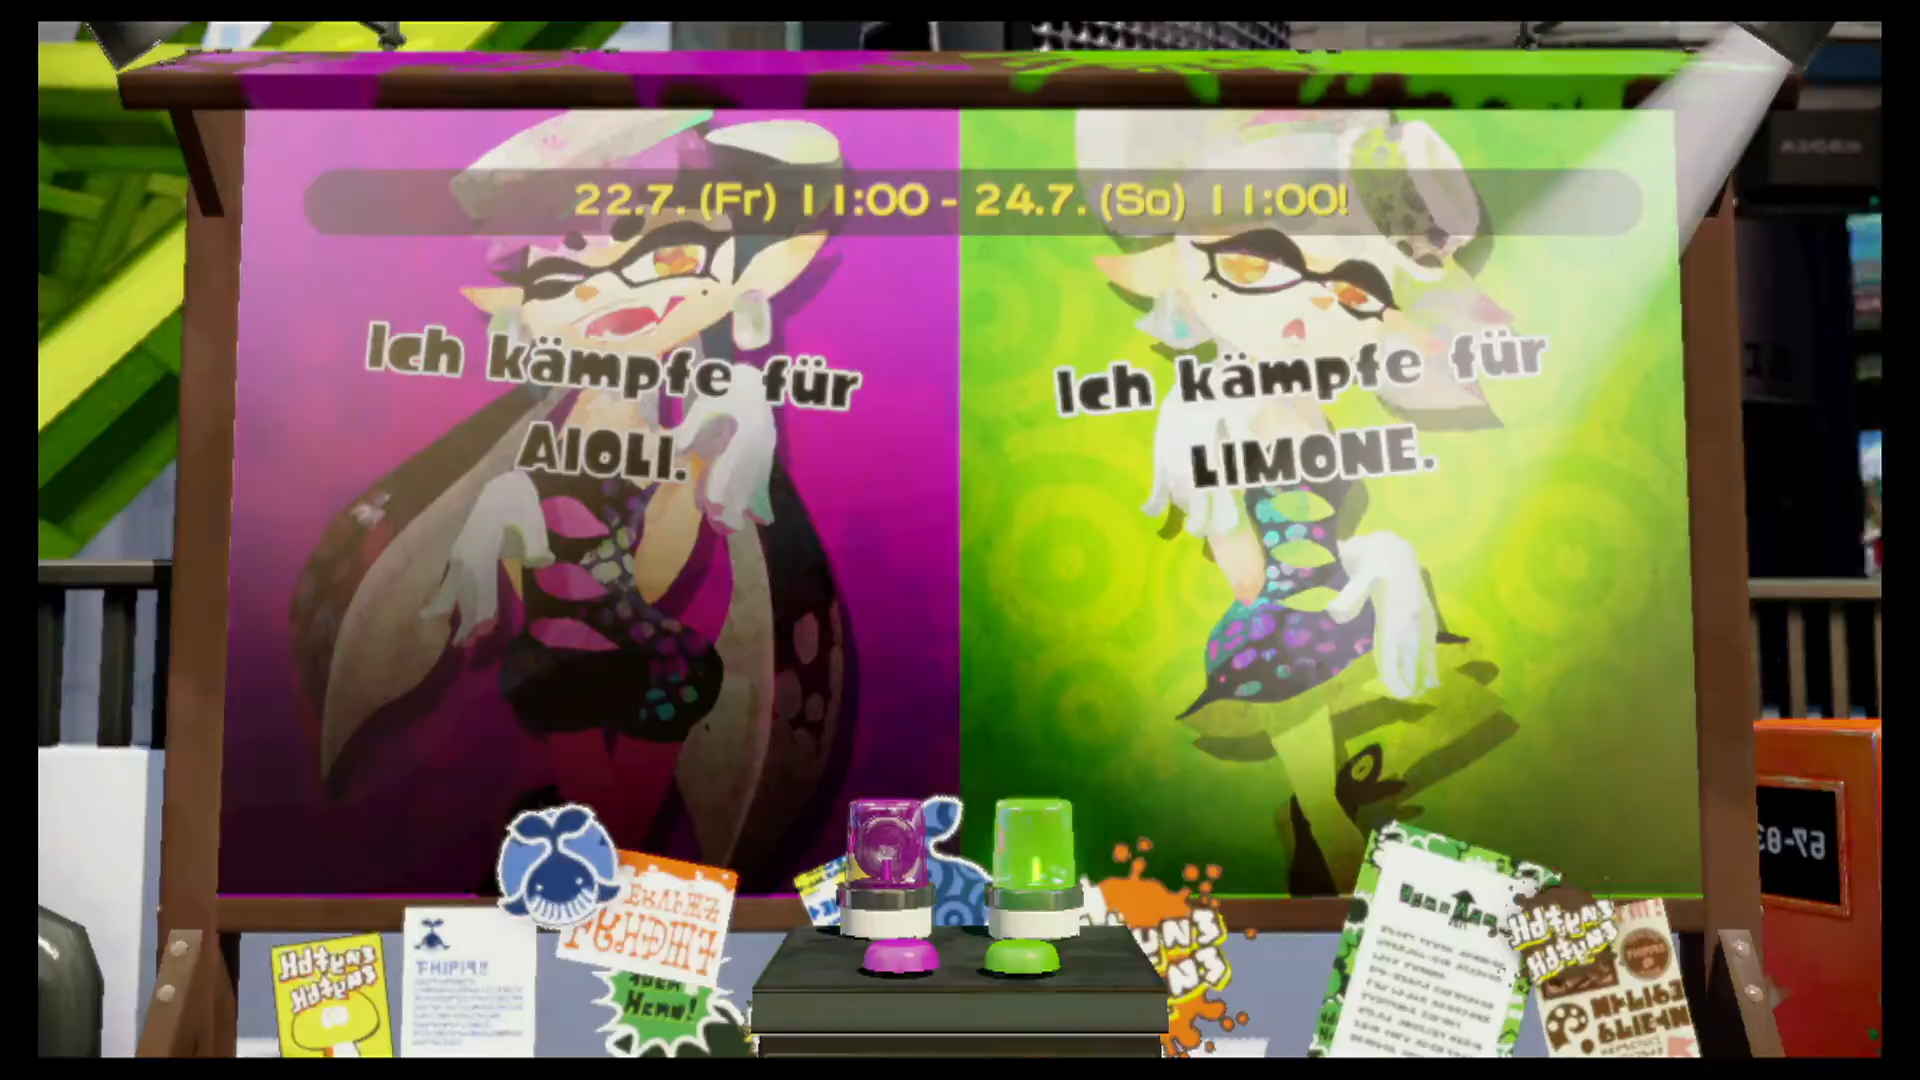 22.7. (Fr) 11:00 - 24.7. (So) 11:00!
Ich kämpfe für
AIOLI.
Ich kämpfe für
LIMONE.